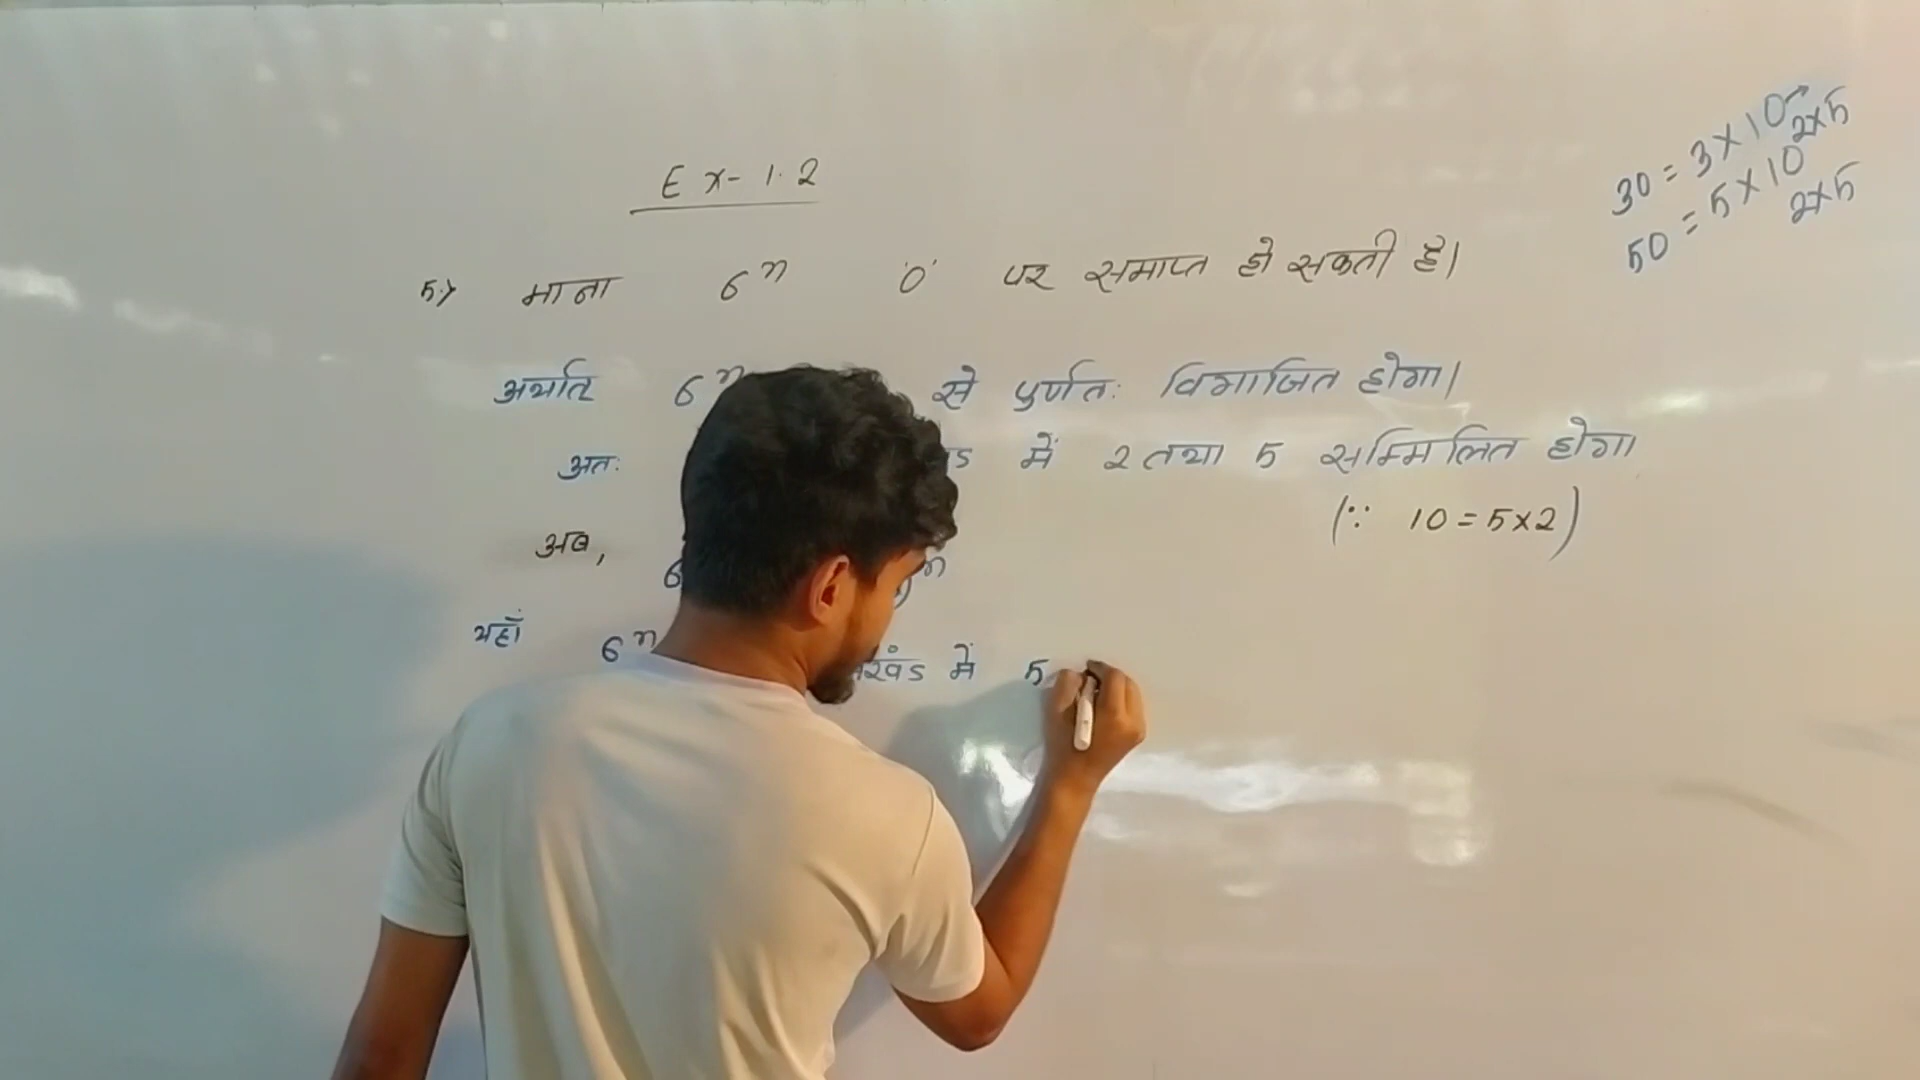 Ex-1.2
5.> माना 6ⁿ '0' पर समाप्त हो सकती है।
अर्थात 6ⁿ से पुर्णतः विभाजित होगा।
अतः में 2 तथा 5 सम्मिलित होगा
(∵ 10=5×2)
अब,
6 )ⁿ
यहाँ 6ⁿ खंड में 5
30 = 3×10→2×5
50 = 5×10
2×5